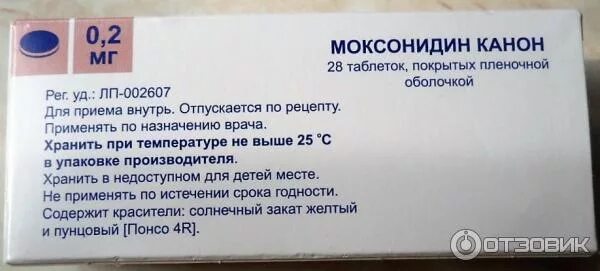 0,2
мг
МОКСОНИДИН КАНОН
28 таблеток, покрытых пленочной
оболочкой
Рег. уд.: ЛП-002607
Для приема внутрь. Отпускается по рецепту.
Применять по назначению врача.
Хранить при температуре не выше 25 °С
в упаковке производителя.
Хранить в недоступном для детей месте.
Не применять по истечении срока годности.
Содержит красители: солнечный закат желтый
и пунцовый [Понсо 4R].
ОТЗОВИК